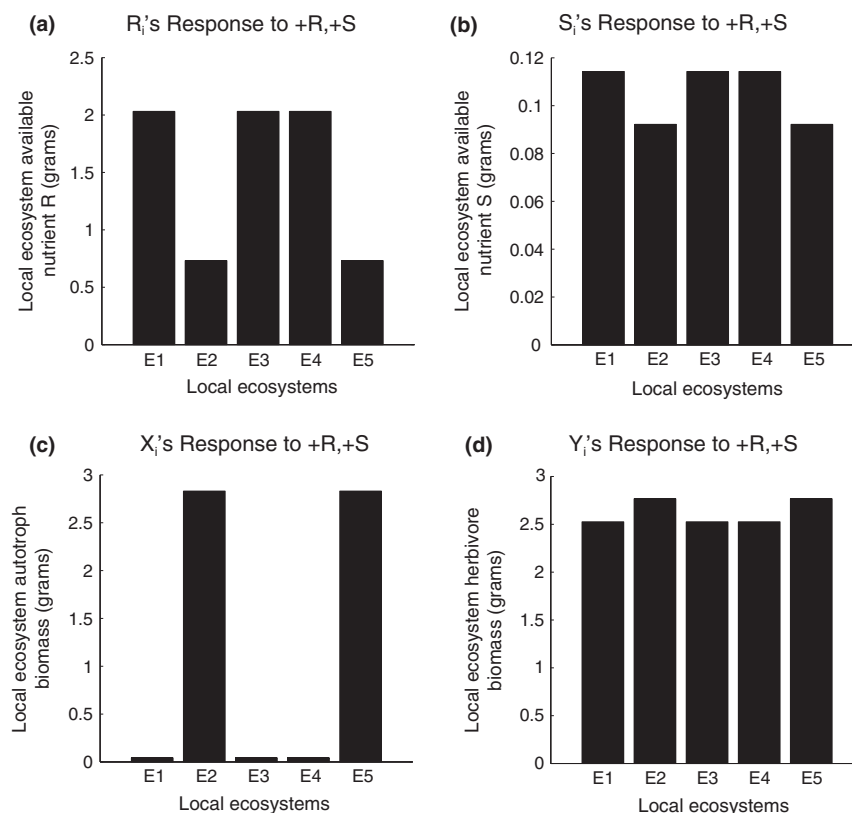 (a) Rᵢ's Response to +R,+S
Local ecosystem available
nutrient R (grams)
2.5
2
1.5
1
0.5
0
E1 E2 E3 E4 E5
Local ecosystems
(b) Sᵢ's Response to +R,+S
Local ecosystem available
nutrient S (grams)
0.12
0.1
0.08
0.06
0.04
0.02
0
E1 E2 E3 E4 E5
Local ecosystems
(c) Xᵢ's Response to +R,+S
Local ecosystem autotroph
biomass (grams)
3
2.5
2
1.5
1
0.5
0
E1 E2 E3 E4 E5
Local ecosystems
(d) Yᵢ's Response to +R,+S
Local ecosystem herbivore
biomass (grams)
3
2.5
2
1.5
1
0.5
0
E1 E2 E3 E4 E5
Local ecosystems